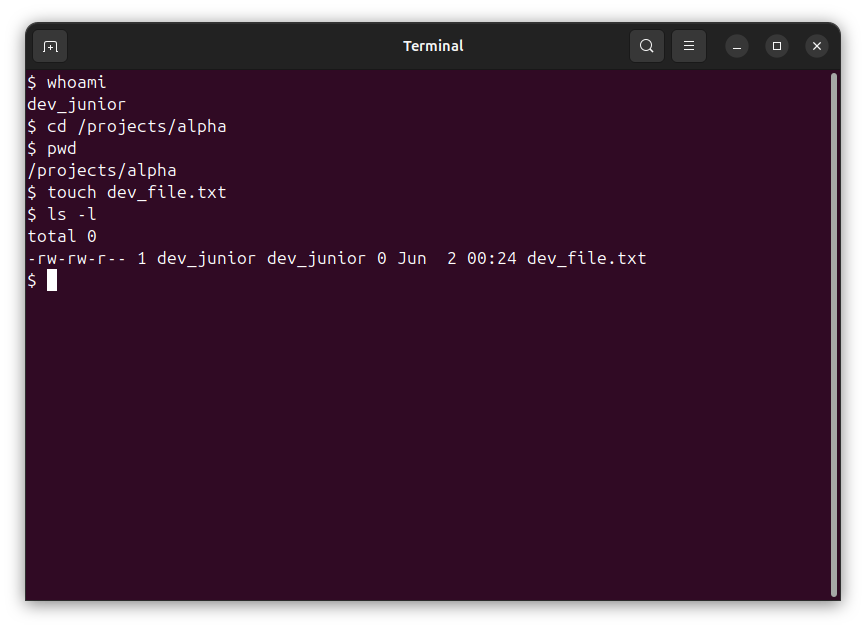 Terminal
$ whoami
dev_junior
$ cd /projects/alpha
$ pwd
/projects/alpha
$ touch dev_file.txt
$ ls -l
total 0
-rw-rw-r-- 1 dev_junior dev_junior 0 Jun  2 00:24 dev_file.txt
$